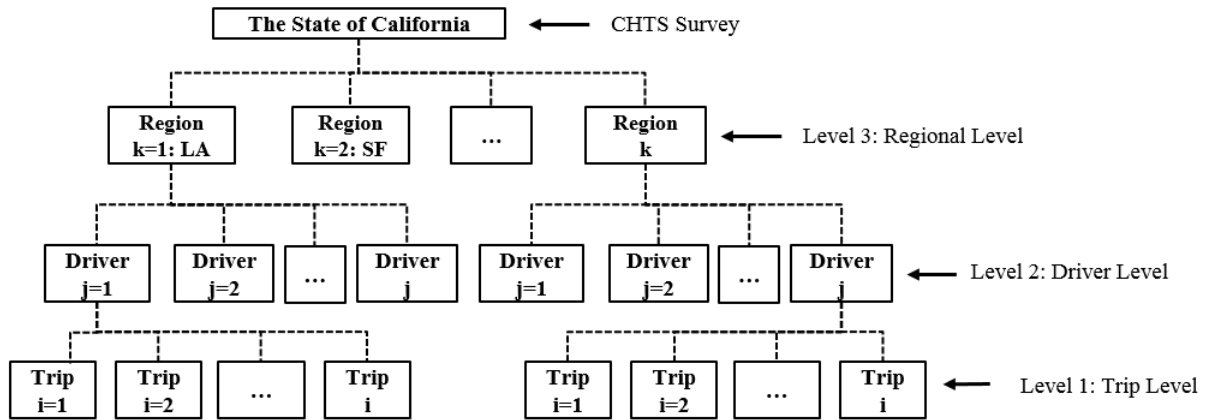 The State of California
CHTS Survey
Region
k=1: LA
Region
k=2: SF
...
Region
k
Level 3: Regional Level
Driver
j=1
Driver
j=2
...
Driver
j
Driver
j=1
Driver
j=2
...
Driver
j
Level 2: Driver Level
Trip
i=1
Trip
i=2
...
Trip
i
Trip
i=1
Trip
i=2
...
Trip
i
Level 1: Trip Level